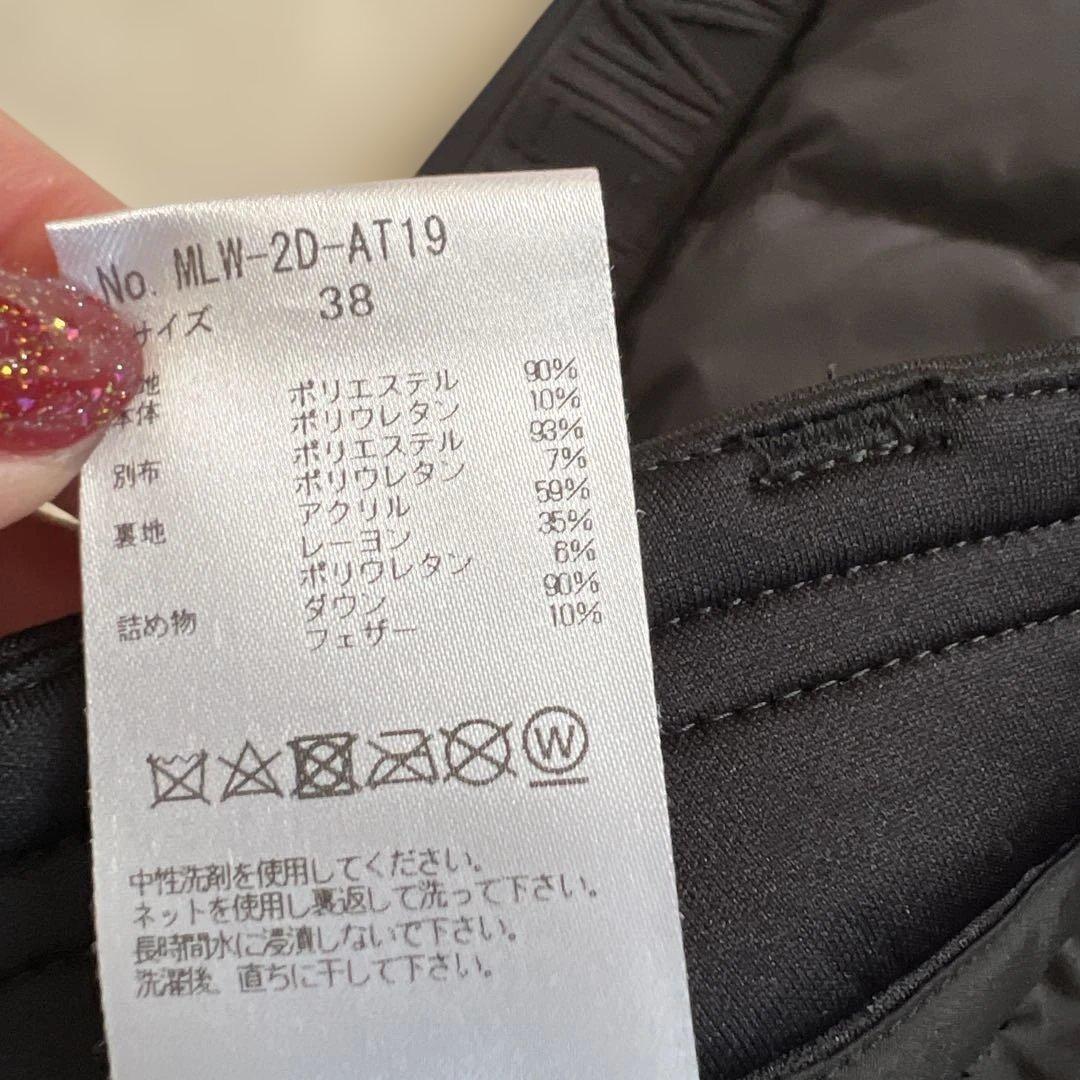 No. MLW-2D-AT19
サイズ 38
地
本体 ポリエステル 90%
ポリウレタン 10%
別布 ポリエステル 93%
ポリウレタン 7%
裏地 アクリル 59%
レーヨン 35%
ポリウレタン 6%
詰め物 ダウン 90%
フェザー 10%
W
中性洗剤を使用してください。
ネットを使用し裏返して洗って下さい。
長時間水に浸漬しないで下さい。
洗濯後、直ちに干して下さい。